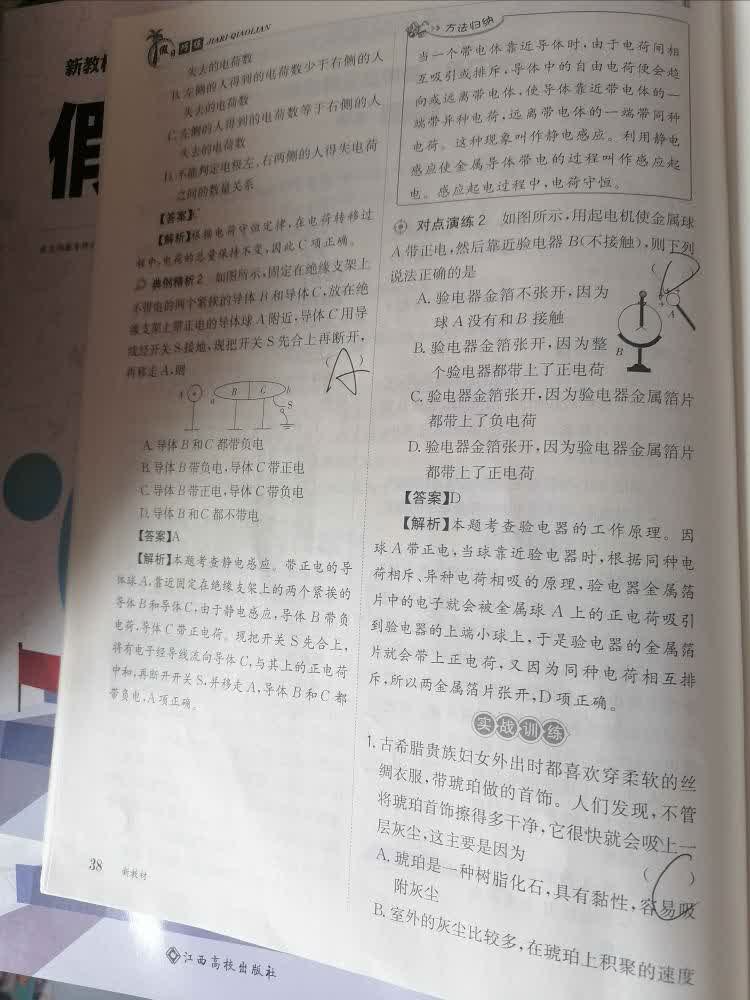 新教材
假
假日巧练 JIARI QIAOLIAN
失去的电荷数
B. 左侧的人得到的电荷数少于右侧的人
失去的电荷数
C. 左侧的人得到的电荷数等于右侧的人
失去的电荷数
D. 不能判定电极左、右两侧的人得失电荷
之间的数量关系
【答案】C
【解析】根据电荷守恒定律,在电荷转移过
程中,电荷的总量保持不变,因此C项正确。
典例精析2 如图所示,固定在绝缘支架上
不带电的两个紧挨的导体B和导体C,放在绝
缘支架上带正电的导体球A附近,导体C用导
线经开关S接地,现把开关S先合上再断开,
再移走A,则 ( )
A
A B C b
a S
A. 导体B和C都带负电
B. 导体B带负电,导体C带正电
C. 导体B带正电,导体C带负电
D. 导体B和C都不带电
【答案】A
【解析】本题考查静电感应。带正电的导
体球A,靠近固定在绝缘支架上的两个紧挨的
导体B和导体C,由于静电感应,导体B带负
电荷,导体C带正电荷。现把开关S先合上,
将有电子经导线流向导体C,与其上的正电荷
中和,再断开开关S,并移走A,导体B和C都
带负电,A项正确。
38 新教材
方法归纳
当一个带电体靠近导体时,由于电荷间相
互吸引或排斥,导体中的自由电荷便会趋
向或远离带电体,使导体靠近带电体的一
端带异种电荷,远离带电体的一端带同种
电荷。这种现象叫作静电感应。利用静电
感应使金属导体带电的过程叫作感应起
电。感应起电过程中,电荷守恒。
对点演练2 如图所示,用起电机使金属球
A带正电,然后靠近验电器B(不接触),则下列
说法正确的是 ( )
D
A. 验电器金箔不张开,因为
球A没有和B接触
B. 验电器金箔张开,因为整
个验电器都带上了正电荷
A
B
C. 验电器金箔张开,因为验电器金属箔片
都带上了负电荷
D. 验电器金箔张开,因为验电器金属箔片
都带上了正电荷
【答案】D
【解析】本题考查验电器的工作原理。因
球A带正电,当球靠近验电器时,根据同种电
荷相斥、异种电荷相吸的原理,验电器金属箔
片中的电子就会被金属球A上的正电荷吸引
到验电器的上端小球上,于是验电器的金属箔
片就会带上正电荷,又因为同种电荷相互排
斥,所以两金属箔片张开,D项正确。
实战训练
1. 古希腊贵族妇女外出时都喜欢穿柔软的丝
绸衣服,带琥珀做的首饰。人们发现,不管
将琥珀首饰擦得多干净,它很快就会吸上一
层灰尘,这主要是因为 ( )
C
A. 琥珀是一种树脂化石,具有黏性,容易吸
附灰尘
B. 室外的灰尘比较多,在琥珀上积聚的速度
江西高校出版社